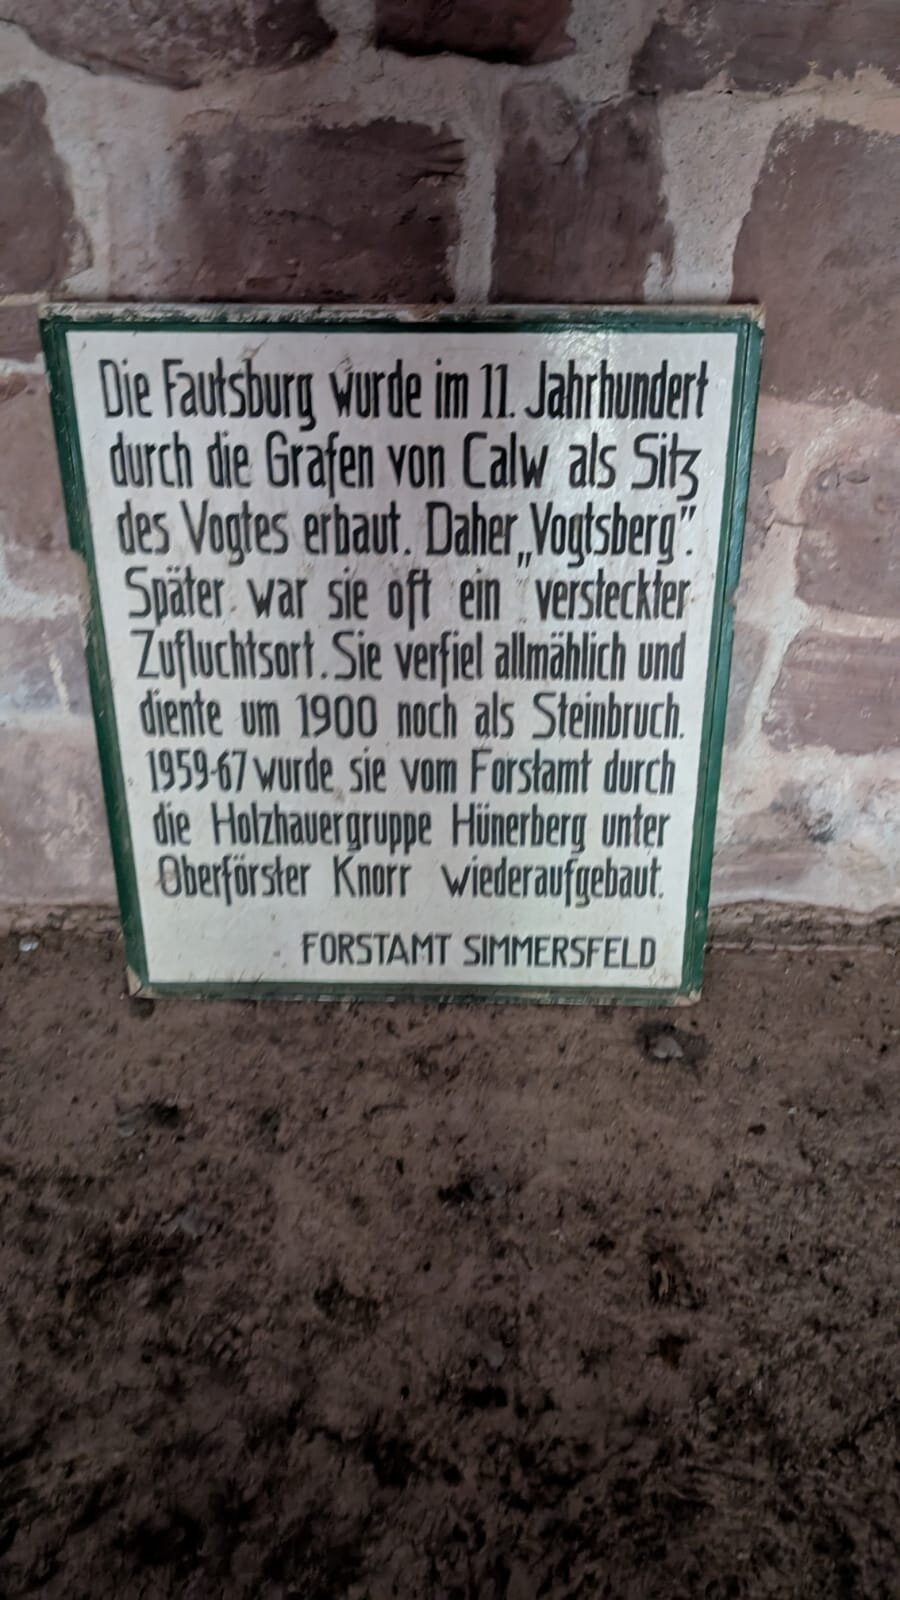 Die Fautsburg wurde im 11. Jahrhundert
durch die Grafen von Calw als Sitz
des Vogtes erbaut. Daher „Vogtsberg”.
Später war sie oft ein versteckter
Zufluchtsort. Sie verfiel allmählich und
diente um 1900 noch als Steinbruch.
1959-67 wurde sie vom Forstamt durch
die Holzhauergruppe Hünerberg unter
Oberförster Knorr wiederaufgebaut.
FORSTAMT SIMMERSFELD